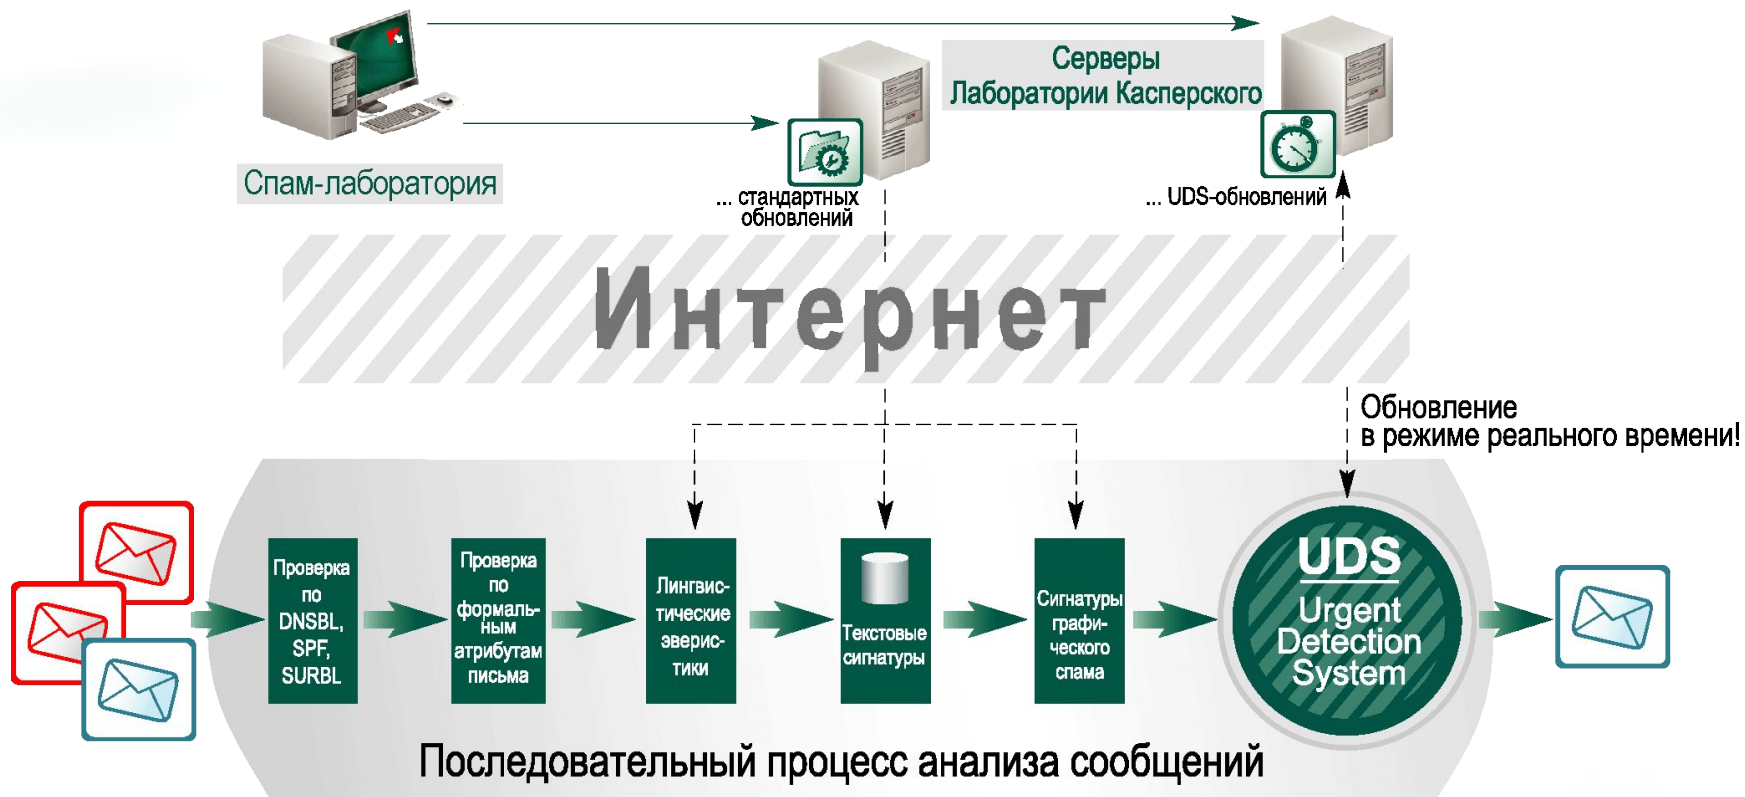 Серверы
Лаборатории Касперского
Спам-лаборатория
... стандартных
обновлений
... UDS-обновлений
Интернет
Обновление
в режиме реального времени!
Проверка
по
DNSBL,
SPF,
SURBL
Проверка
по
формаль-
ным
атрибутам
письма
Лингвис-
тические
эврис-
тики
Текстовые
сигнатуры
Сигнатуры
графи-
ческого
спама
UDS
Urgent
Detection
System
Последовательный процесс анализа сообщений